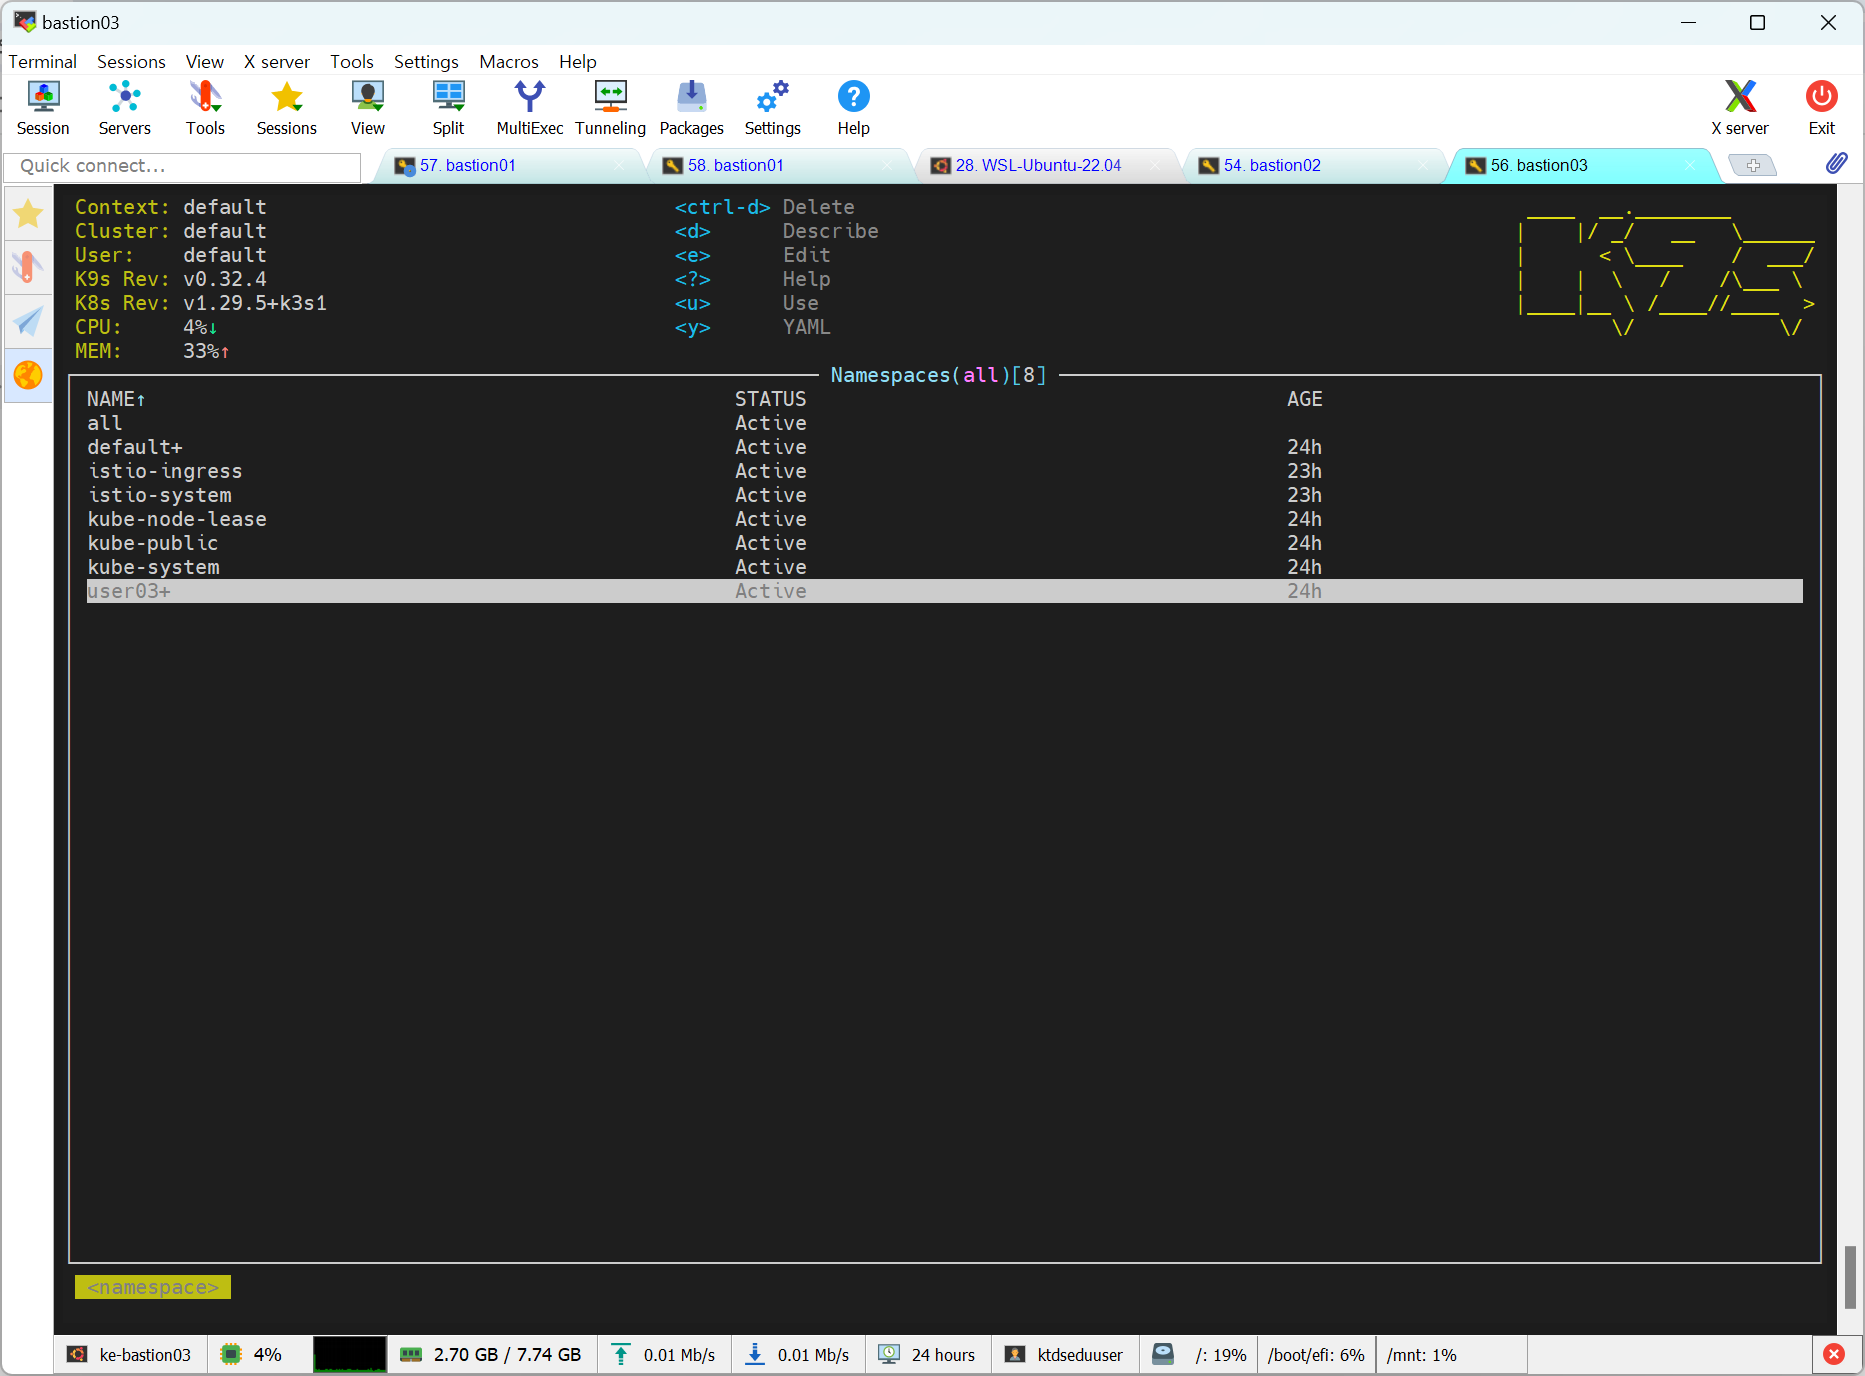 bastion03
Terminal Sessions View X server Tools Settings Macros Help
Session Servers Tools Sessions View Split MultiExec Tunneling Packages Settings Help X server Exit
Quick connect... 57. bastion01 58. bastion01 28. WSL-Ubuntu-22.04 54. bastion02 56. bastion03
Context: default <ctrl-d> Delete
Cluster: default <d> Describe
User: default <e> Edit
K9s Rev: v0.32.4 <?> Help
K8s Rev: v1.29.5+k3s1 <u> Use
CPU: 4%↓ <y> YAML
MEM: 33%↑
K9s
Namespaces(all)[8]
NAME↑ STATUS AGE
all Active
default+ Active 24h
istio-ingress Active 23h
istio-system Active 23h
kube-node-lease Active 24h
kube-public Active 24h
kube-system Active 24h
user03+ Active 24h
<namespace>
ke-bastion03 4% 2.70 GB / 7.74 GB 0.01 Mb/s 0.01 Mb/s 24 hours ktdseduuser /: 19% /boot/efi: 6% /mnt: 1%